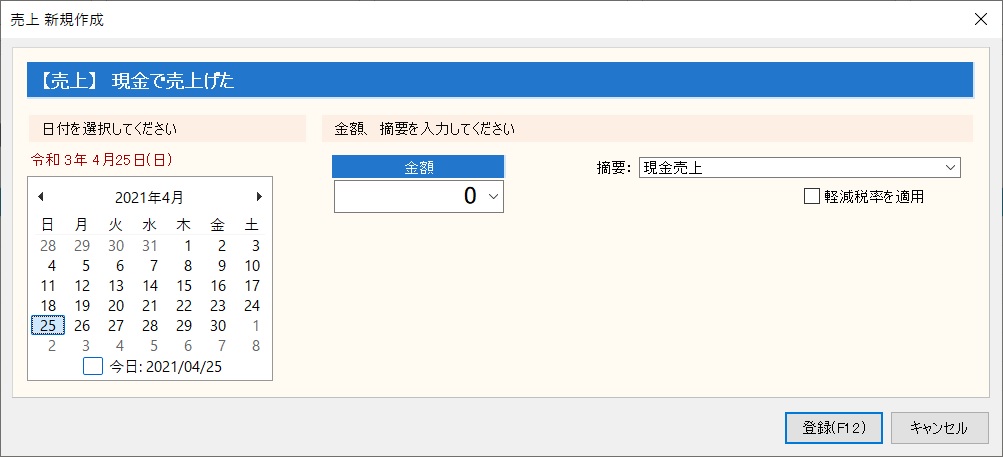 売上 新規作成
【売上】 現金で売上げた
日付を選択してください
金額、摘要を入力してください
令和 3年 4月25日(日)
金額
摘要: 現金売上
0
軽減税率を適用
2021年4月
日 月 火 水 木 金 土
28 29 30 31 1 2 3
4 5 6 7 8 9 10
11 12 13 14 15 16 17
18 19 20 21 22 23 24
25 26 27 28 29 30 1
2 3 4 5 6 7 8
今日: 2021/04/25
登録(F12)
キャンセル